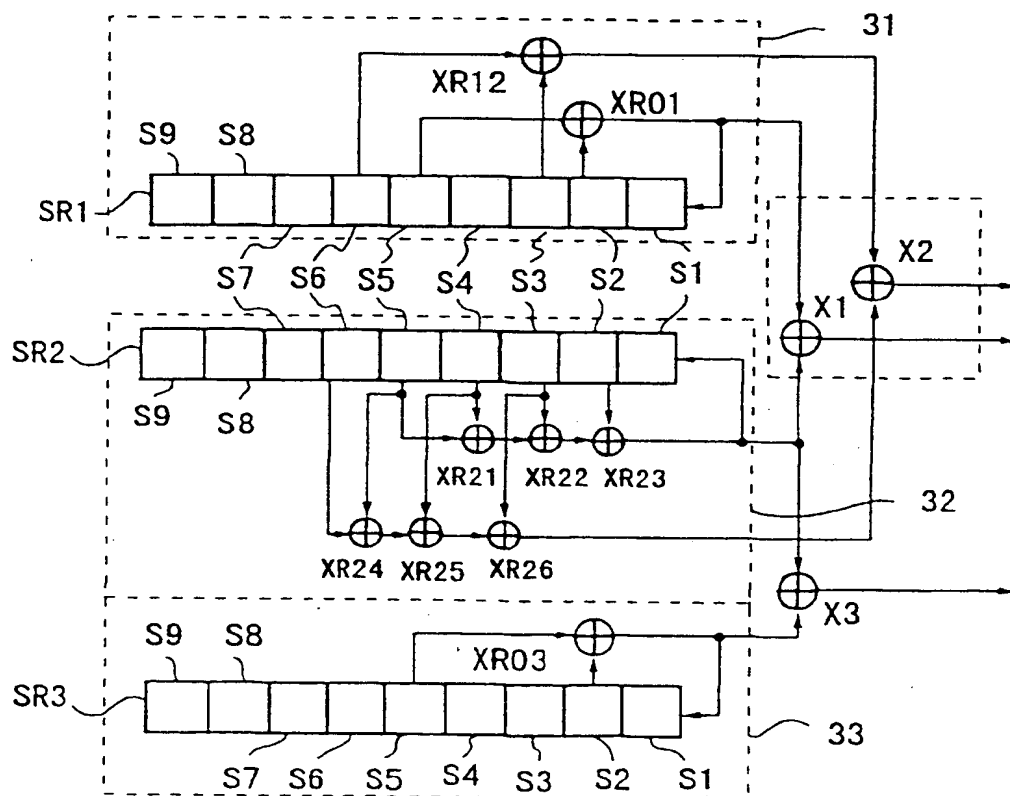 31
XR12
XR01
S9 S8
SR1
S7 S6 S5 S4 S3 S2 S1
X2
X1
SR2
S9 S8
XR21 XR22 XR23
32
XR24 XR25 XR26
X3
S9 S8
XR03
SR3
33
S7 S6 S5 S4 S3 S2 S1